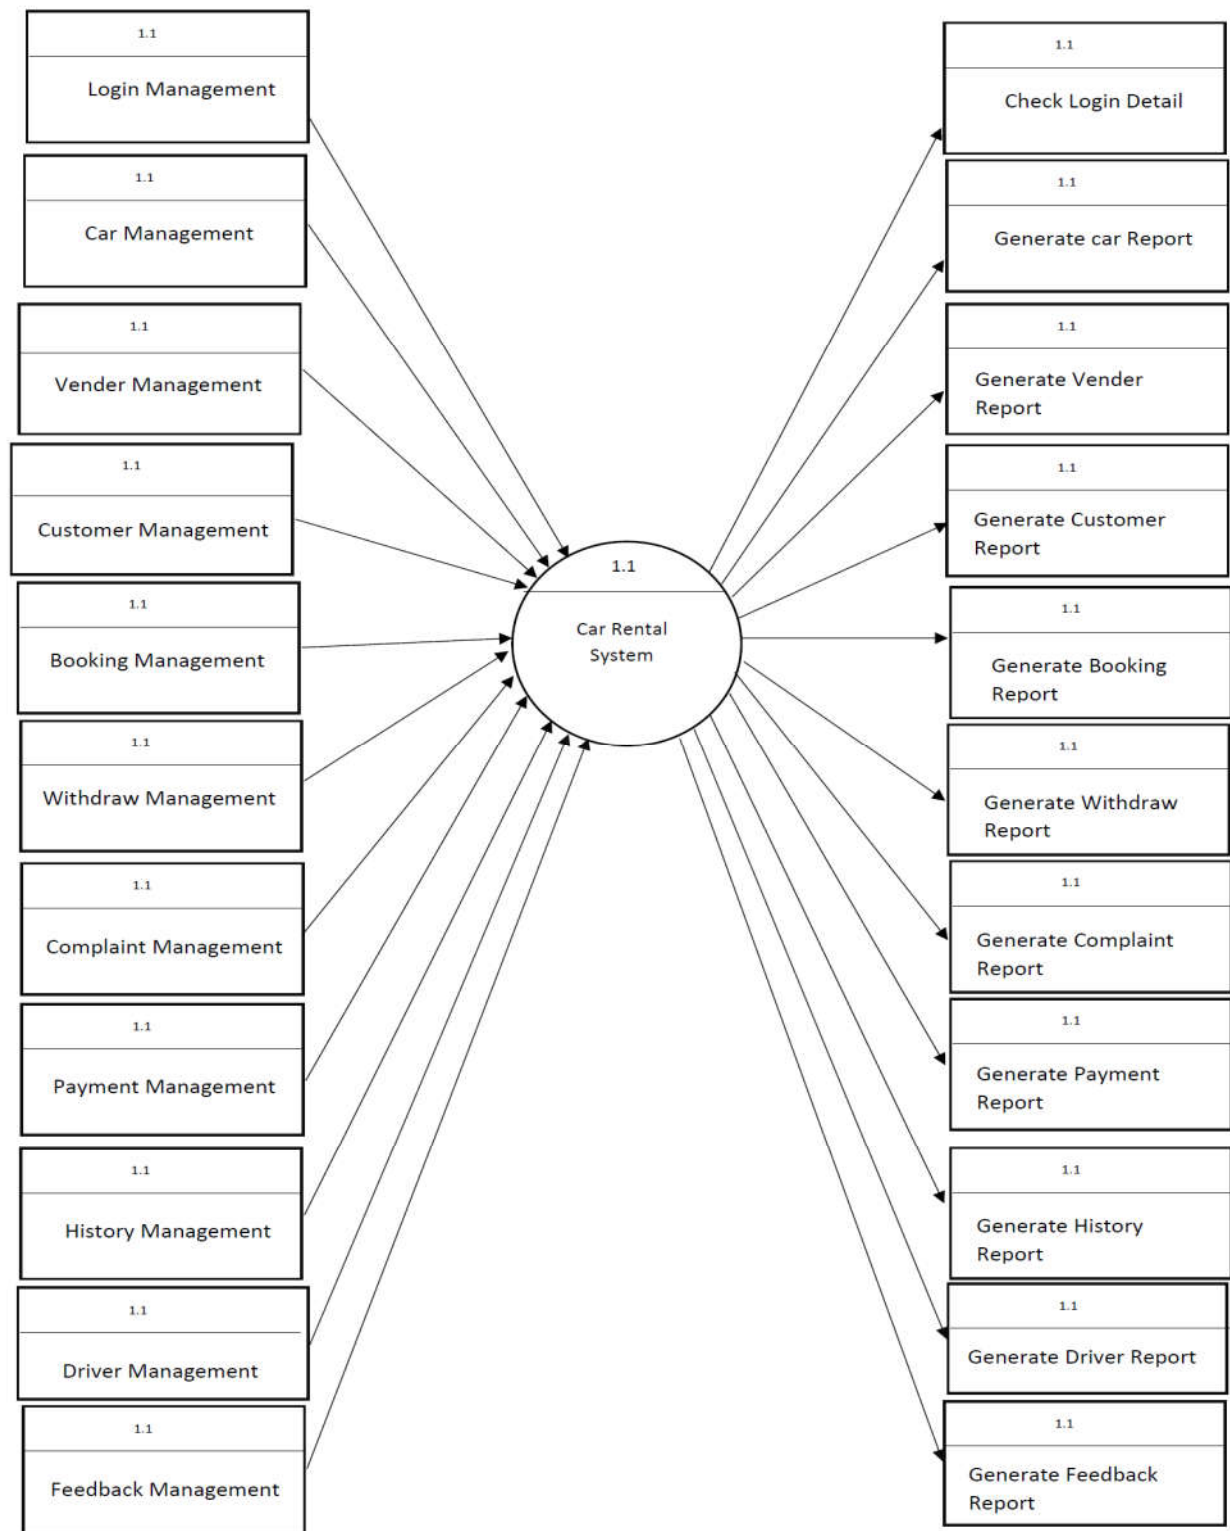 1.1
Login Management
1.1
Car Management
1.1
Vender Management
1.1
Customer Management
1.1
Booking Management
1.1
Withdraw Management
1.1
Complaint Management
1.1
Payment Management
1.1
History Management
1.1
Driver Management
1.1
Feedback Management
1.1
Car Rental
System
1.1
Check Login Detail
1.1
Generate car Report
1.1
Generate Vender
Report
1.1
Generate Customer
Report
1.1
Generate Booking
Report
1.1
Generate Withdraw
Report
1.1
Generate Complaint
Report
1.1
Generate Payment
Report
1.1
Generate History
Report
1.1
Generate Driver Report
1.1
Generate Feedback
Report